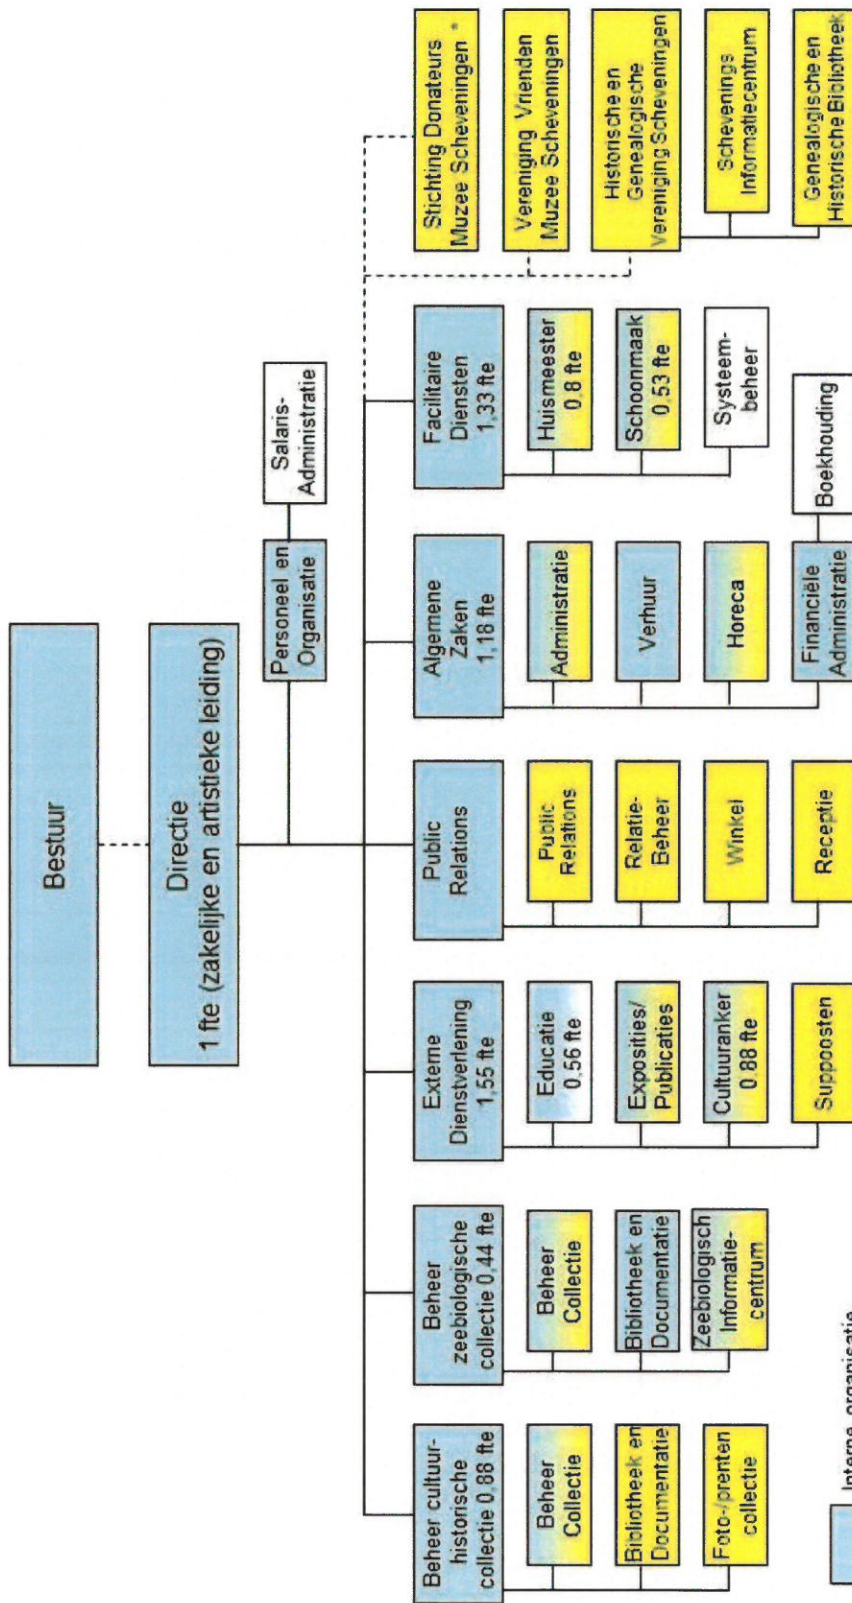 Bestuur
Directie
1 fte (zakelijke en artistieke leiding)
Personeel en
Organisatie
Salaris-
Administratie
Beheer cultuur-
historische
collectie 0,88 fte
Beheer
Collectie
Bibliotheek en
Documentatie
Foto-/prenten
collectie
Beheer
zeebiologische
collectie 0,44 fte
Beheer
Collectie
Bibliotheek en
Documentatie
Zeebiologisch
Informatie-
centrum
Externe
Dienstverlening
1,55 fte
Educatie
0,56 fte
Exposities/
Publicaties
Cultuuranker
0,88 fte
Suppoosten
Public
Relations
Public
Relations
Relatie-
Beheer
Winkel
Receptie
Algemene
Zaken
1,18 fte
Administratie
Verhuur
Horeca
Financiële
Administratie
Boekhouding
Facilitaire
Diensten
1,33 fte
Huismeester
0,8 fte
Schoonmaak
0,53 fte
Systeem-
beheer
Stichting Donateurs
Muzee Scheveningen *
Vereniging Vrienden
Muzee Scheveningen
Historische en
Genealogische
Vereniging Scheveningen
Schevenings
Informatiecentrum
Genealogische en
Historische Bibliotheek
Interne organisatie